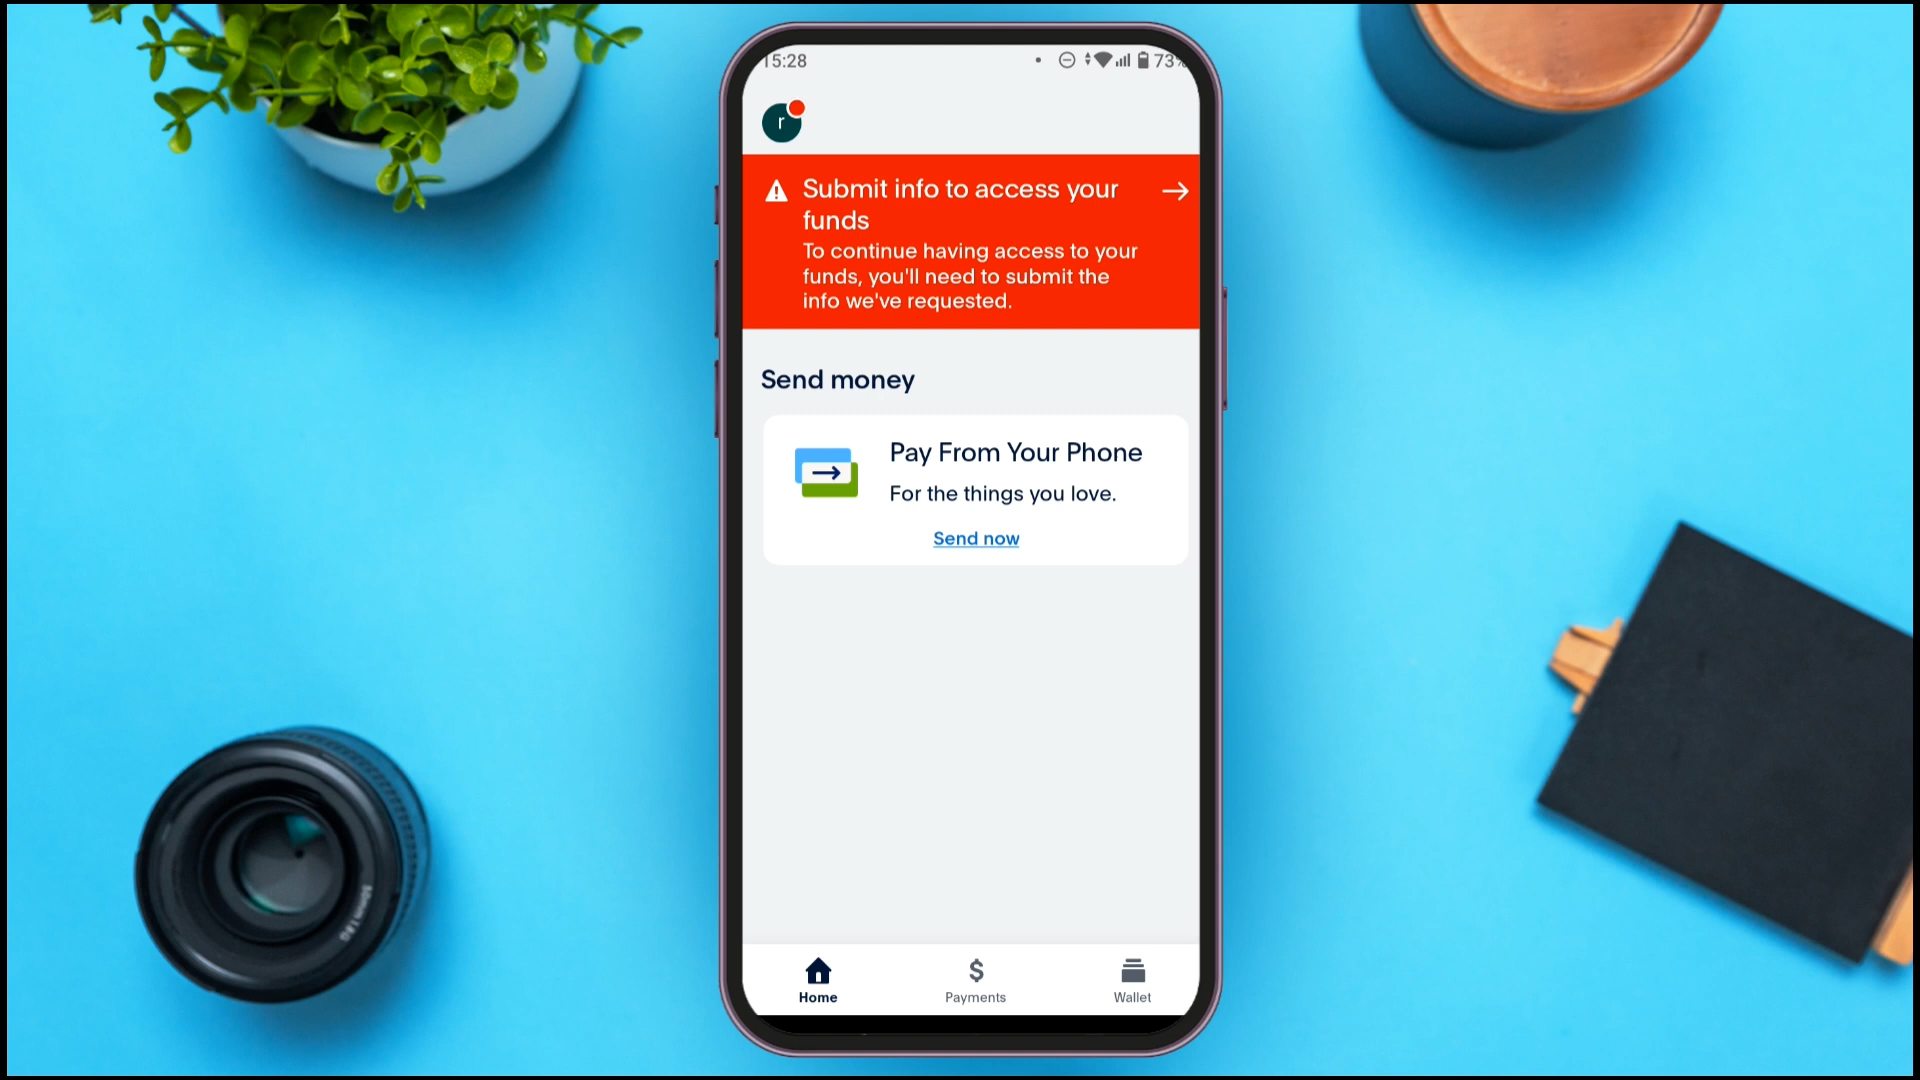 15:28
73%
r
Submit info to access your
funds
To continue having access to your
funds, you'll need to submit the
info we've requested.
Send money
Pay From Your Phone
For the things you love.
Send now
Home
Payments
Wallet